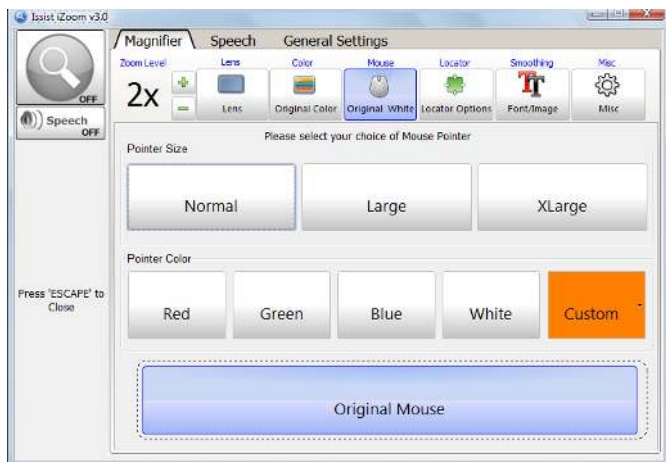 Issist iZoom v3.0
OFF
Speech
OFF
Press 'ESCAPE' to
Close
Magnifier Speech General Settings
Zoom Level Lens Color Mouse Locator Smoothing Misc
2x Lens Original Color Original White Locator Options Font/Image Misc
Please select your choice of Mouse Pointer
Pointer Size
Normal Large XLarge
Pointer Color
Red Green Blue White Custom
Original Mouse